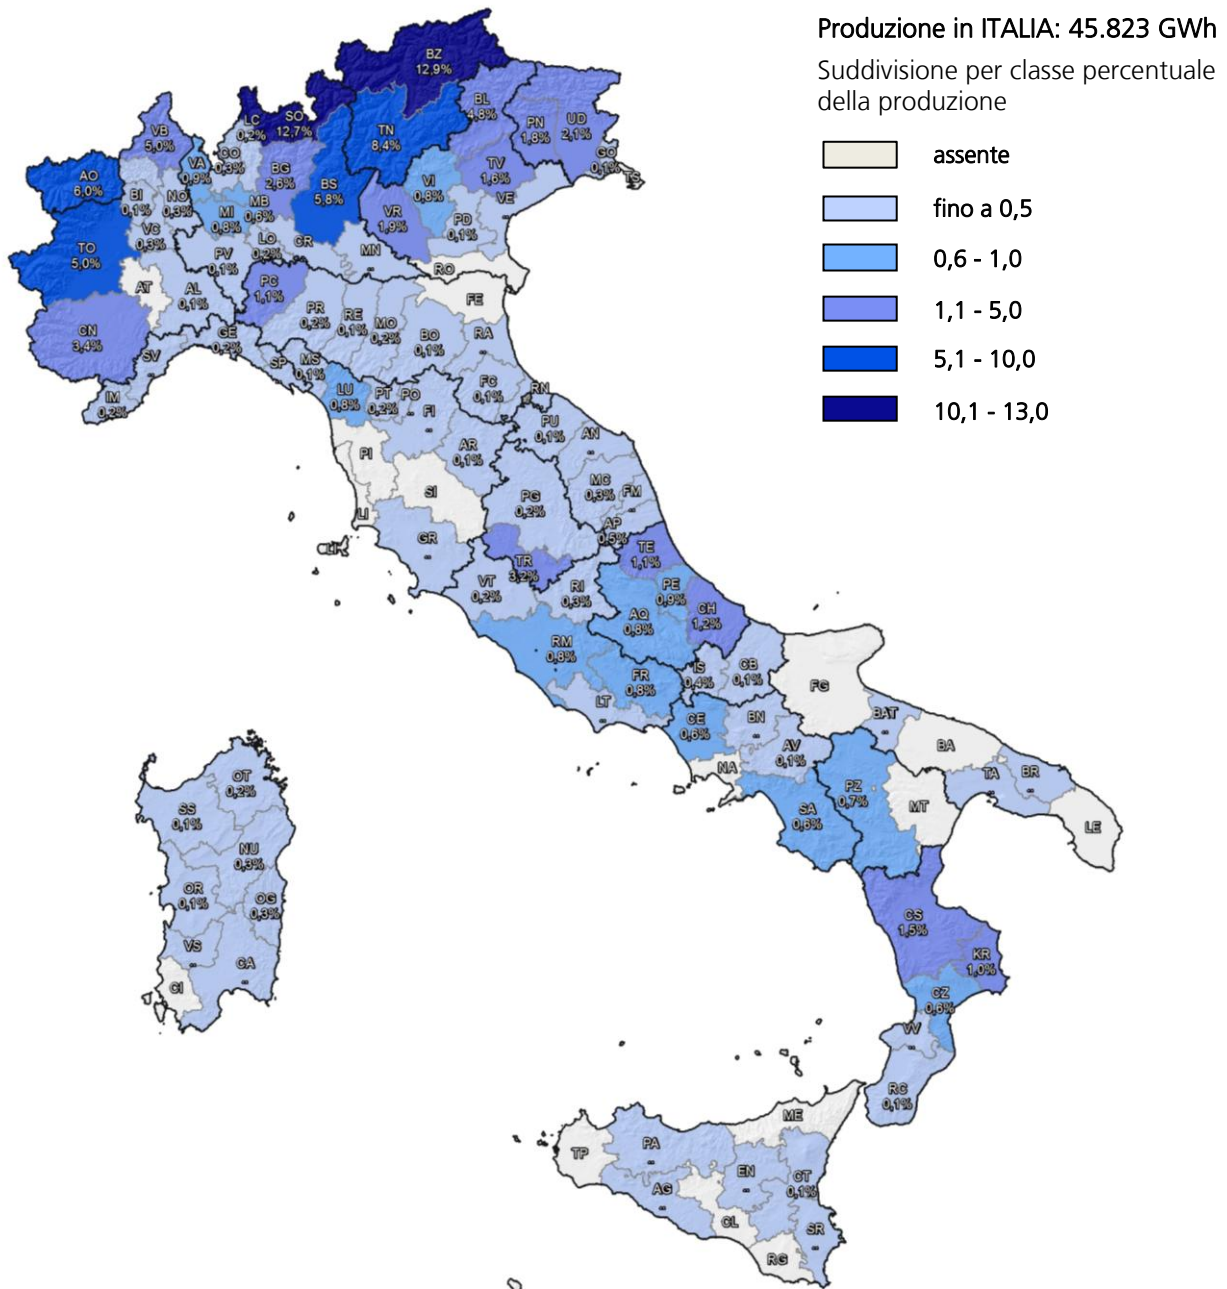 Produzione in ITALIA: 45.823 GWh
Suddivisione per classe percentuale
della produzione
assente
fino a 0,5
0,6 - 1,0
1,1 - 5,0
5,1 - 10,0
10,1 - 13,0
BZ
12,9%
SO
12,7%
LC
0,2%
TN
8,4%
BL
4,8%
PN
1,8%
UD
2,1%
GO
0,1%
TS
--
VB
5,0%
VA
0,9%
CO
0,3%
BG
2,6%
BS
5,8%
VI
0,8%
TV
1,6%
VE
--
AO
6,0%
BI
0,1%
NO
0,3%
MI
0,8%
MB
0,6%
VR
1,9%
PD
0,1%
TO
5,0%
VC
0,3%
PV
0,1%
LO
0,2%
CR
--
MN
--
RO
AT
AL
0,1%
PC
1,1%
FE
CN
3,4%
PR
0,2%
RE
0,1%
MO
0,2%
BO
0,1%
RA
--
GE
0,2%
SV
--
SP
--
MS
0,1%
IM
0,2%
LU
0,8%
PT
0,2%
PO
--
FI
--
FC
0,1%
RN
--
PU
0,1%
AN
--
PI
AR
0,1%
MC
0,3%
FM
--
SI
PG
0,2%
AP
0,5%
LI
GR
--
TR
3,2%
TE
1,1%
VT
0,2%
RI
0,3%
PE
0,9%
AQ
0,8%
CH
1,2%
RM
0,8%
FR
0,8%
IS
0,4%
CB
0,1%
LT
--
FG
CE
0,6%
BN
--
BAT
--
BA
AV
0,1%
NA
PZ
0,7%
MT
TA
--
BR
--
SA
0,6%
LE
OT
0,2%
SS
0,1%
NU
0,3%
OR
0,1%
OG
0,3%
VS
--
CA
--
CI
CS
1,5%
KR
1,0%
CZ
0,6%
VV
--
RC
0,1%
ME
TP
PA
--
EN
--
CT
0,1%
AG
--
CL
SR
--
RG